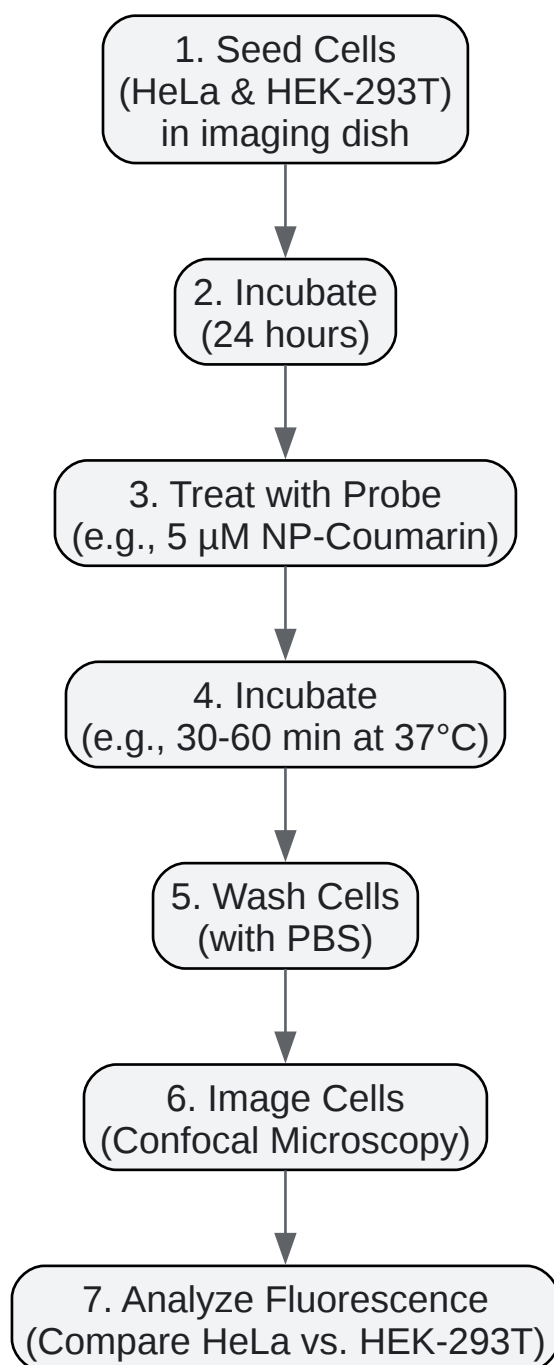 1. Seed Cells
(HeLa & HEK-293T)
in imaging dish
2. Incubate
(24 hours)
3. Treat with Probe
(e.g., 5 µM NP-Coumarin)
4. Incubate
(e.g., 30-60 min at 37°C)
5. Wash Cells
(with PBS)
6. Image Cells
(Confocal Microscopy)
7. Analyze Fluorescence
(Compare HeLa vs. HEK-293T)